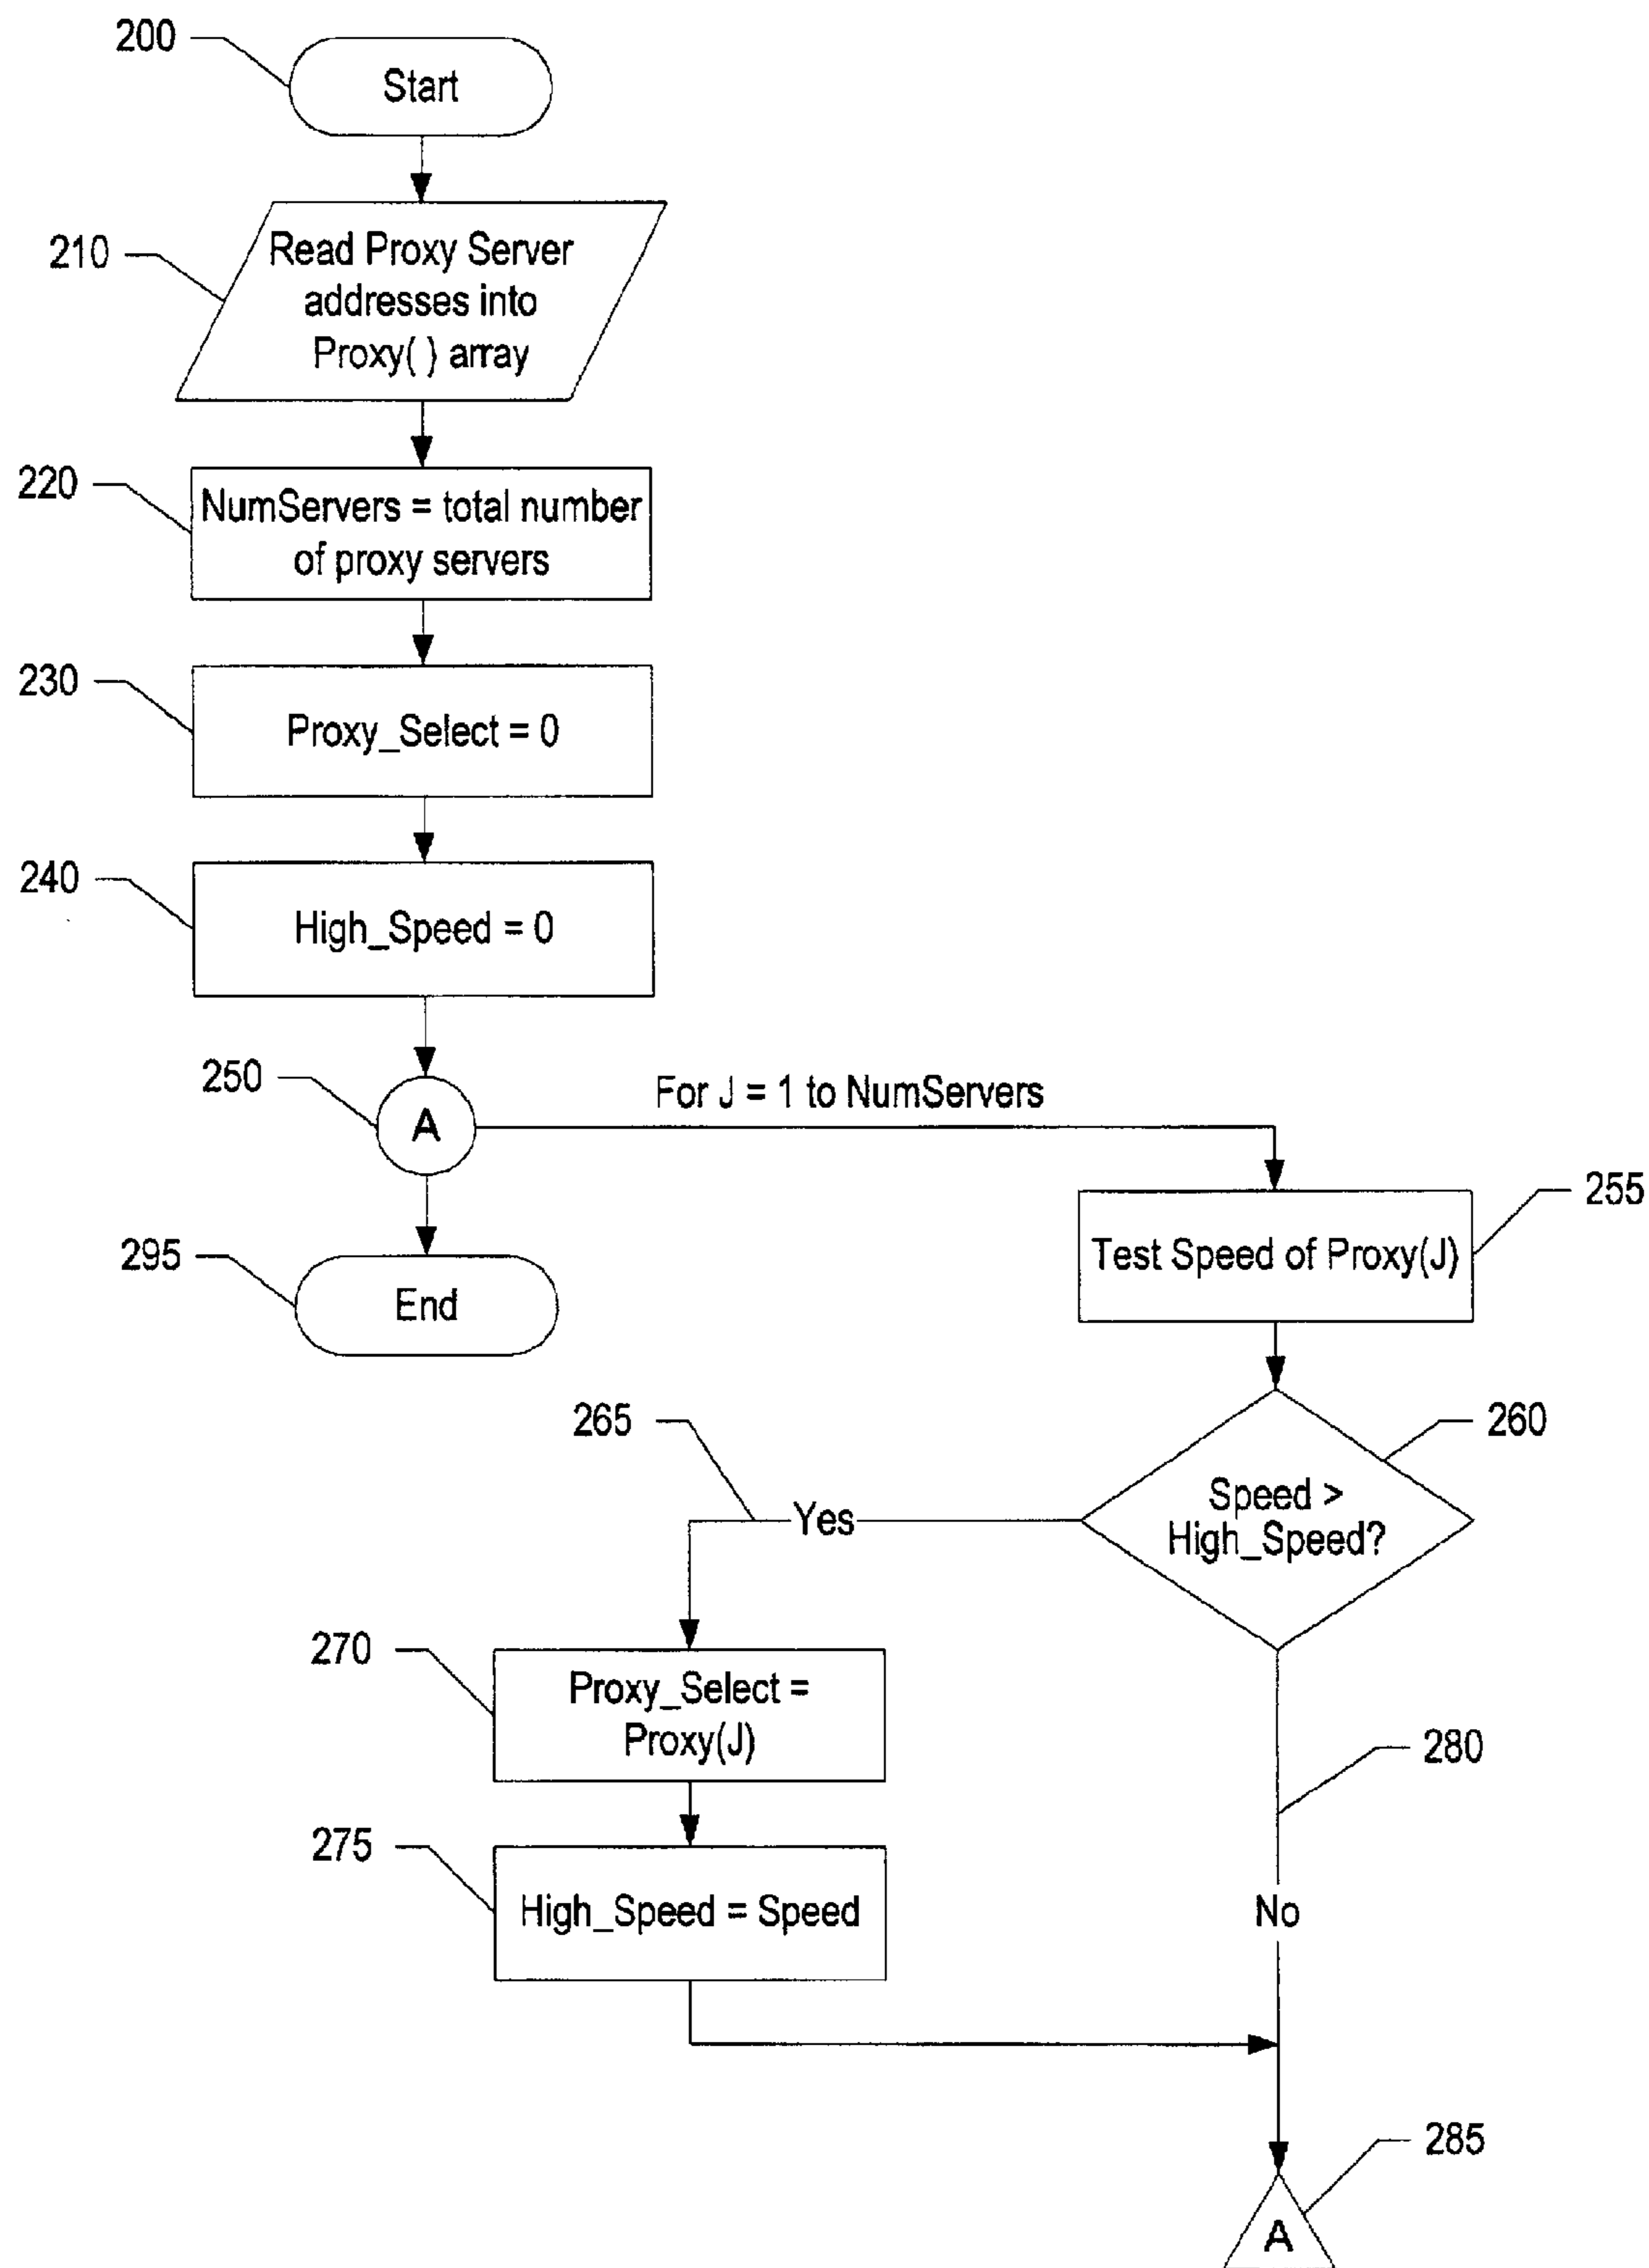 200
Start
210
Read Proxy Server
addresses into
Proxy( ) array
220
NumServers = total number
of proxy servers
230
Proxy_Select = 0
240
High_Speed = 0
250
A
For J = 1 to NumServers
255
Test Speed of Proxy(J)
295
End
260
265
Speed >
High_Speed?
Yes
270
Proxy_Select =
Proxy(J)
280
275
High_Speed = Speed
No
285
A